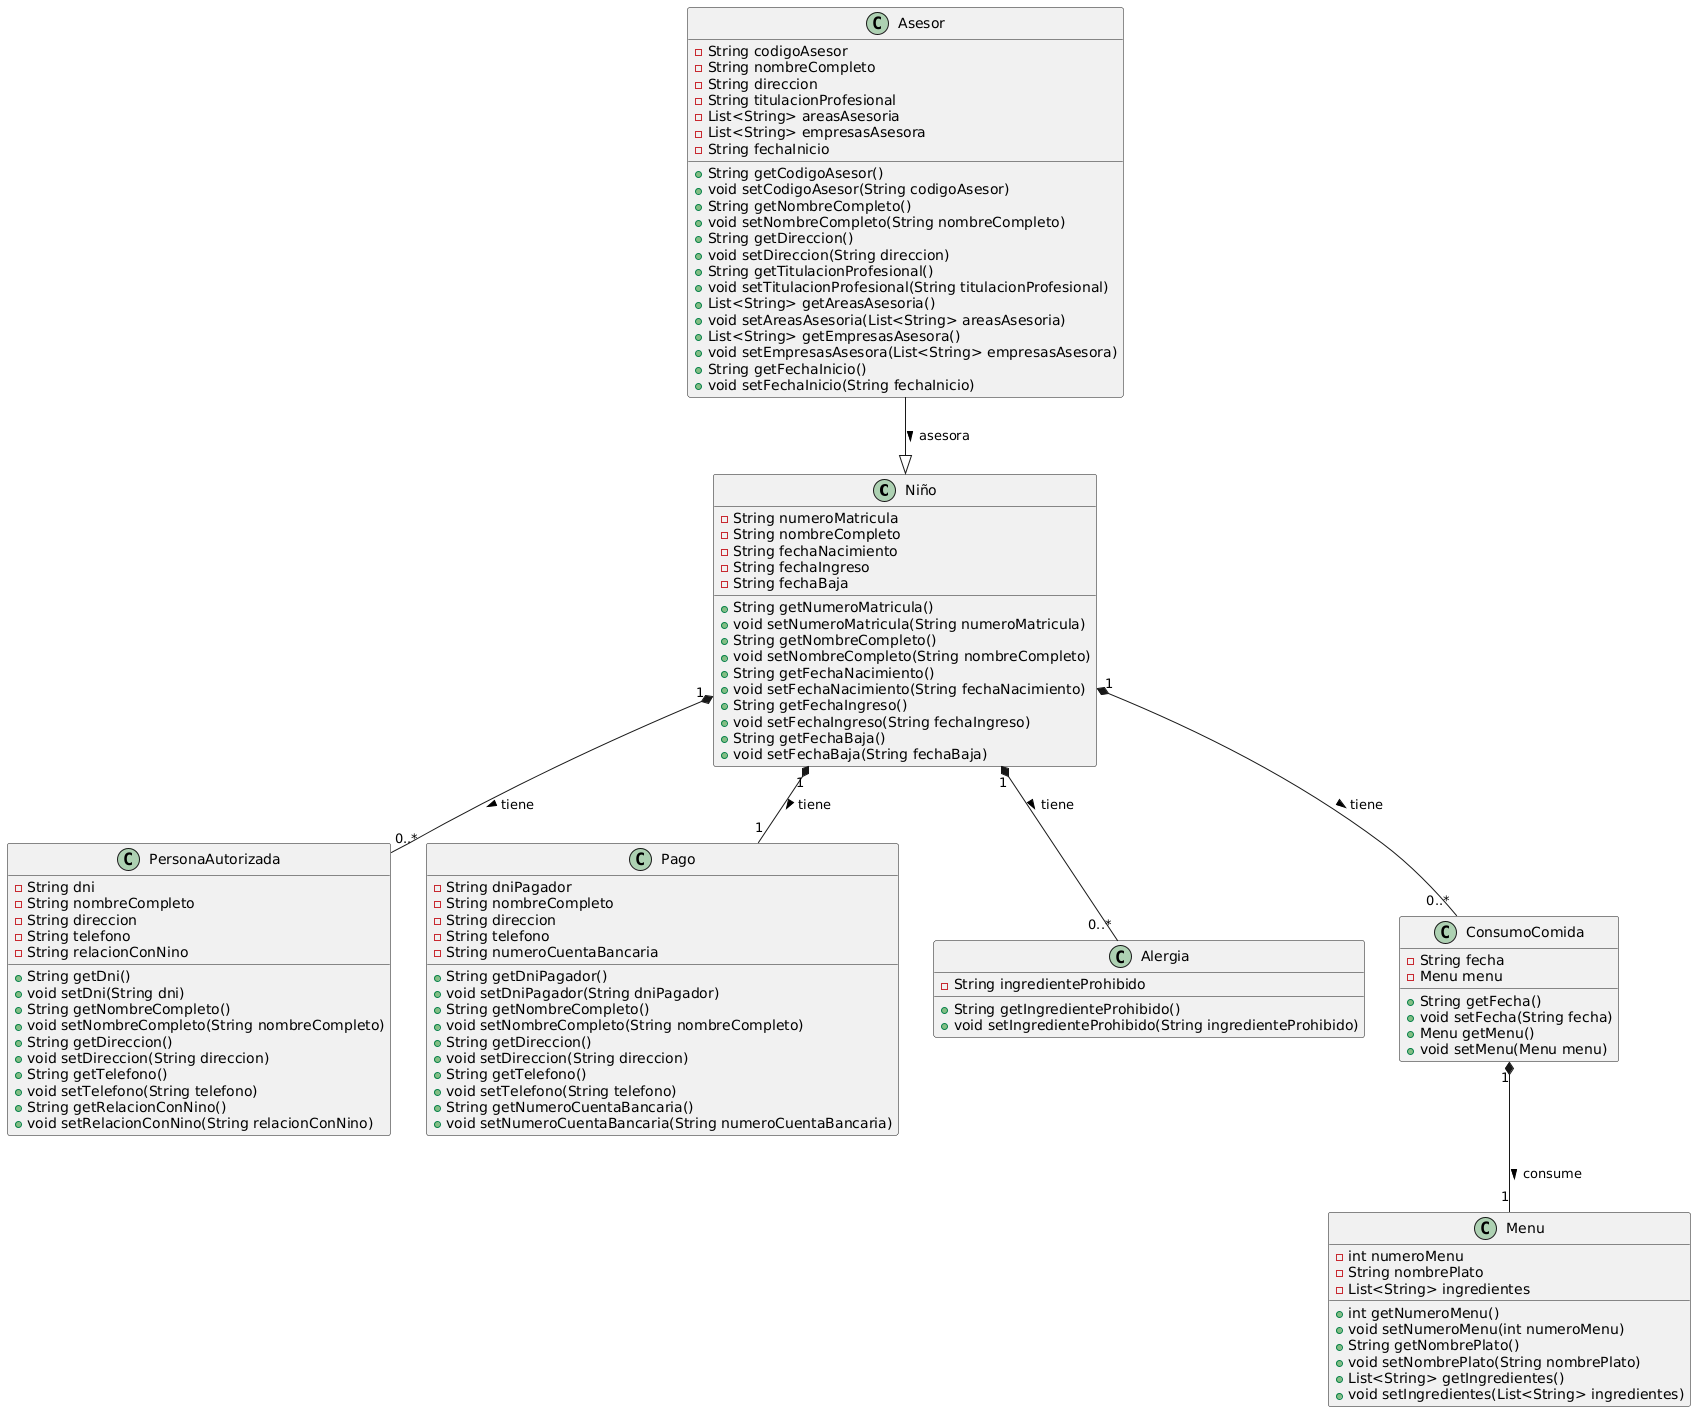 C Asesor
String codigoAsesor
String nombreCompleto
String direccion
String titulacionProfesional
List<String> areasAsesoria
List<String> empresasAsesora
String fechaInicio
String getCodigoAsesor()
void setCodigoAsesor(String codigoAsesor)
String getNombreCompleto()
void setNombreCompleto(String nombreCompleto)
String getDireccion()
void setDireccion(String direccion)
String getTitulacionProfesional()
void setTitulacionProfesional(String titulacionProfesional)
List<String> getAreasAsesoria()
void setAreasAsesoria(List<String> areasAsesoria)
List<String> getEmpresasAsesora()
void setEmpresasAsesora(List<String> empresasAsesora)
String getFechaInicio()
void setFechaInicio(String fechaInicio)
asesora
C Niño
String numeroMatricula
String nombreCompleto
String fechaNacimiento
String fechaIngreso
String fechaBaja
String getNumeroMatricula()
void setNumeroMatricula(String numeroMatricula)
String getNombreCompleto()
void setNombreCompleto(String nombreCompleto)
String getFechaNacimiento()
void setFechaNacimiento(String fechaNacimiento)
String getFechaIngreso()
void setFechaIngreso(String fechaIngreso)
String getFechaBaja()
void setFechaBaja(String fechaBaja)
1
tiene
0..*
1
tiene
1
1
tiene
0..*
1
tiene
0..*
C PersonaAutorizada
String dni
String nombreCompleto
String direccion
String telefono
String relacionConNino
String getDni()
void setDni(String dni)
String getNombreCompleto()
void setNombreCompleto(String nombreCompleto)
String getDireccion()
void setDireccion(String direccion)
String getTelefono()
void setTelefono(String telefono)
String getRelacionConNino()
void setRelacionConNino(String relacionConNino)
C Pago
String dniPagador
String nombreCompleto
String direccion
String telefono
String numeroCuentaBancaria
String getDniPagador()
void setDniPagador(String dniPagador)
String getNombreCompleto()
void setNombreCompleto(String nombreCompleto)
String getDireccion()
void setDireccion(String direccion)
String getTelefono()
void setTelefono(String telefono)
String getNumeroCuentaBancaria()
void setNumeroCuentaBancaria(String numeroCuentaBancaria)
C Alergia
String ingredienteProhibido
String getIngredienteProhibido()
void setIngredienteProhibido(String ingredienteProhibido)
C ConsumoComida
String fecha
Menu menu
String getFecha()
void setFecha(String fecha)
Menu getMenu()
void setMenu(Menu menu)
1
consume
1
C Menu
int numeroMenu
String nombrePlato
List<String> ingredientes
int getNumeroMenu()
void setNumeroMenu(int numeroMenu)
String getNombrePlato()
void setNombrePlato(String nombrePlato)
List<String> getIngredientes()
void setIngredientes(List<String> ingredientes)